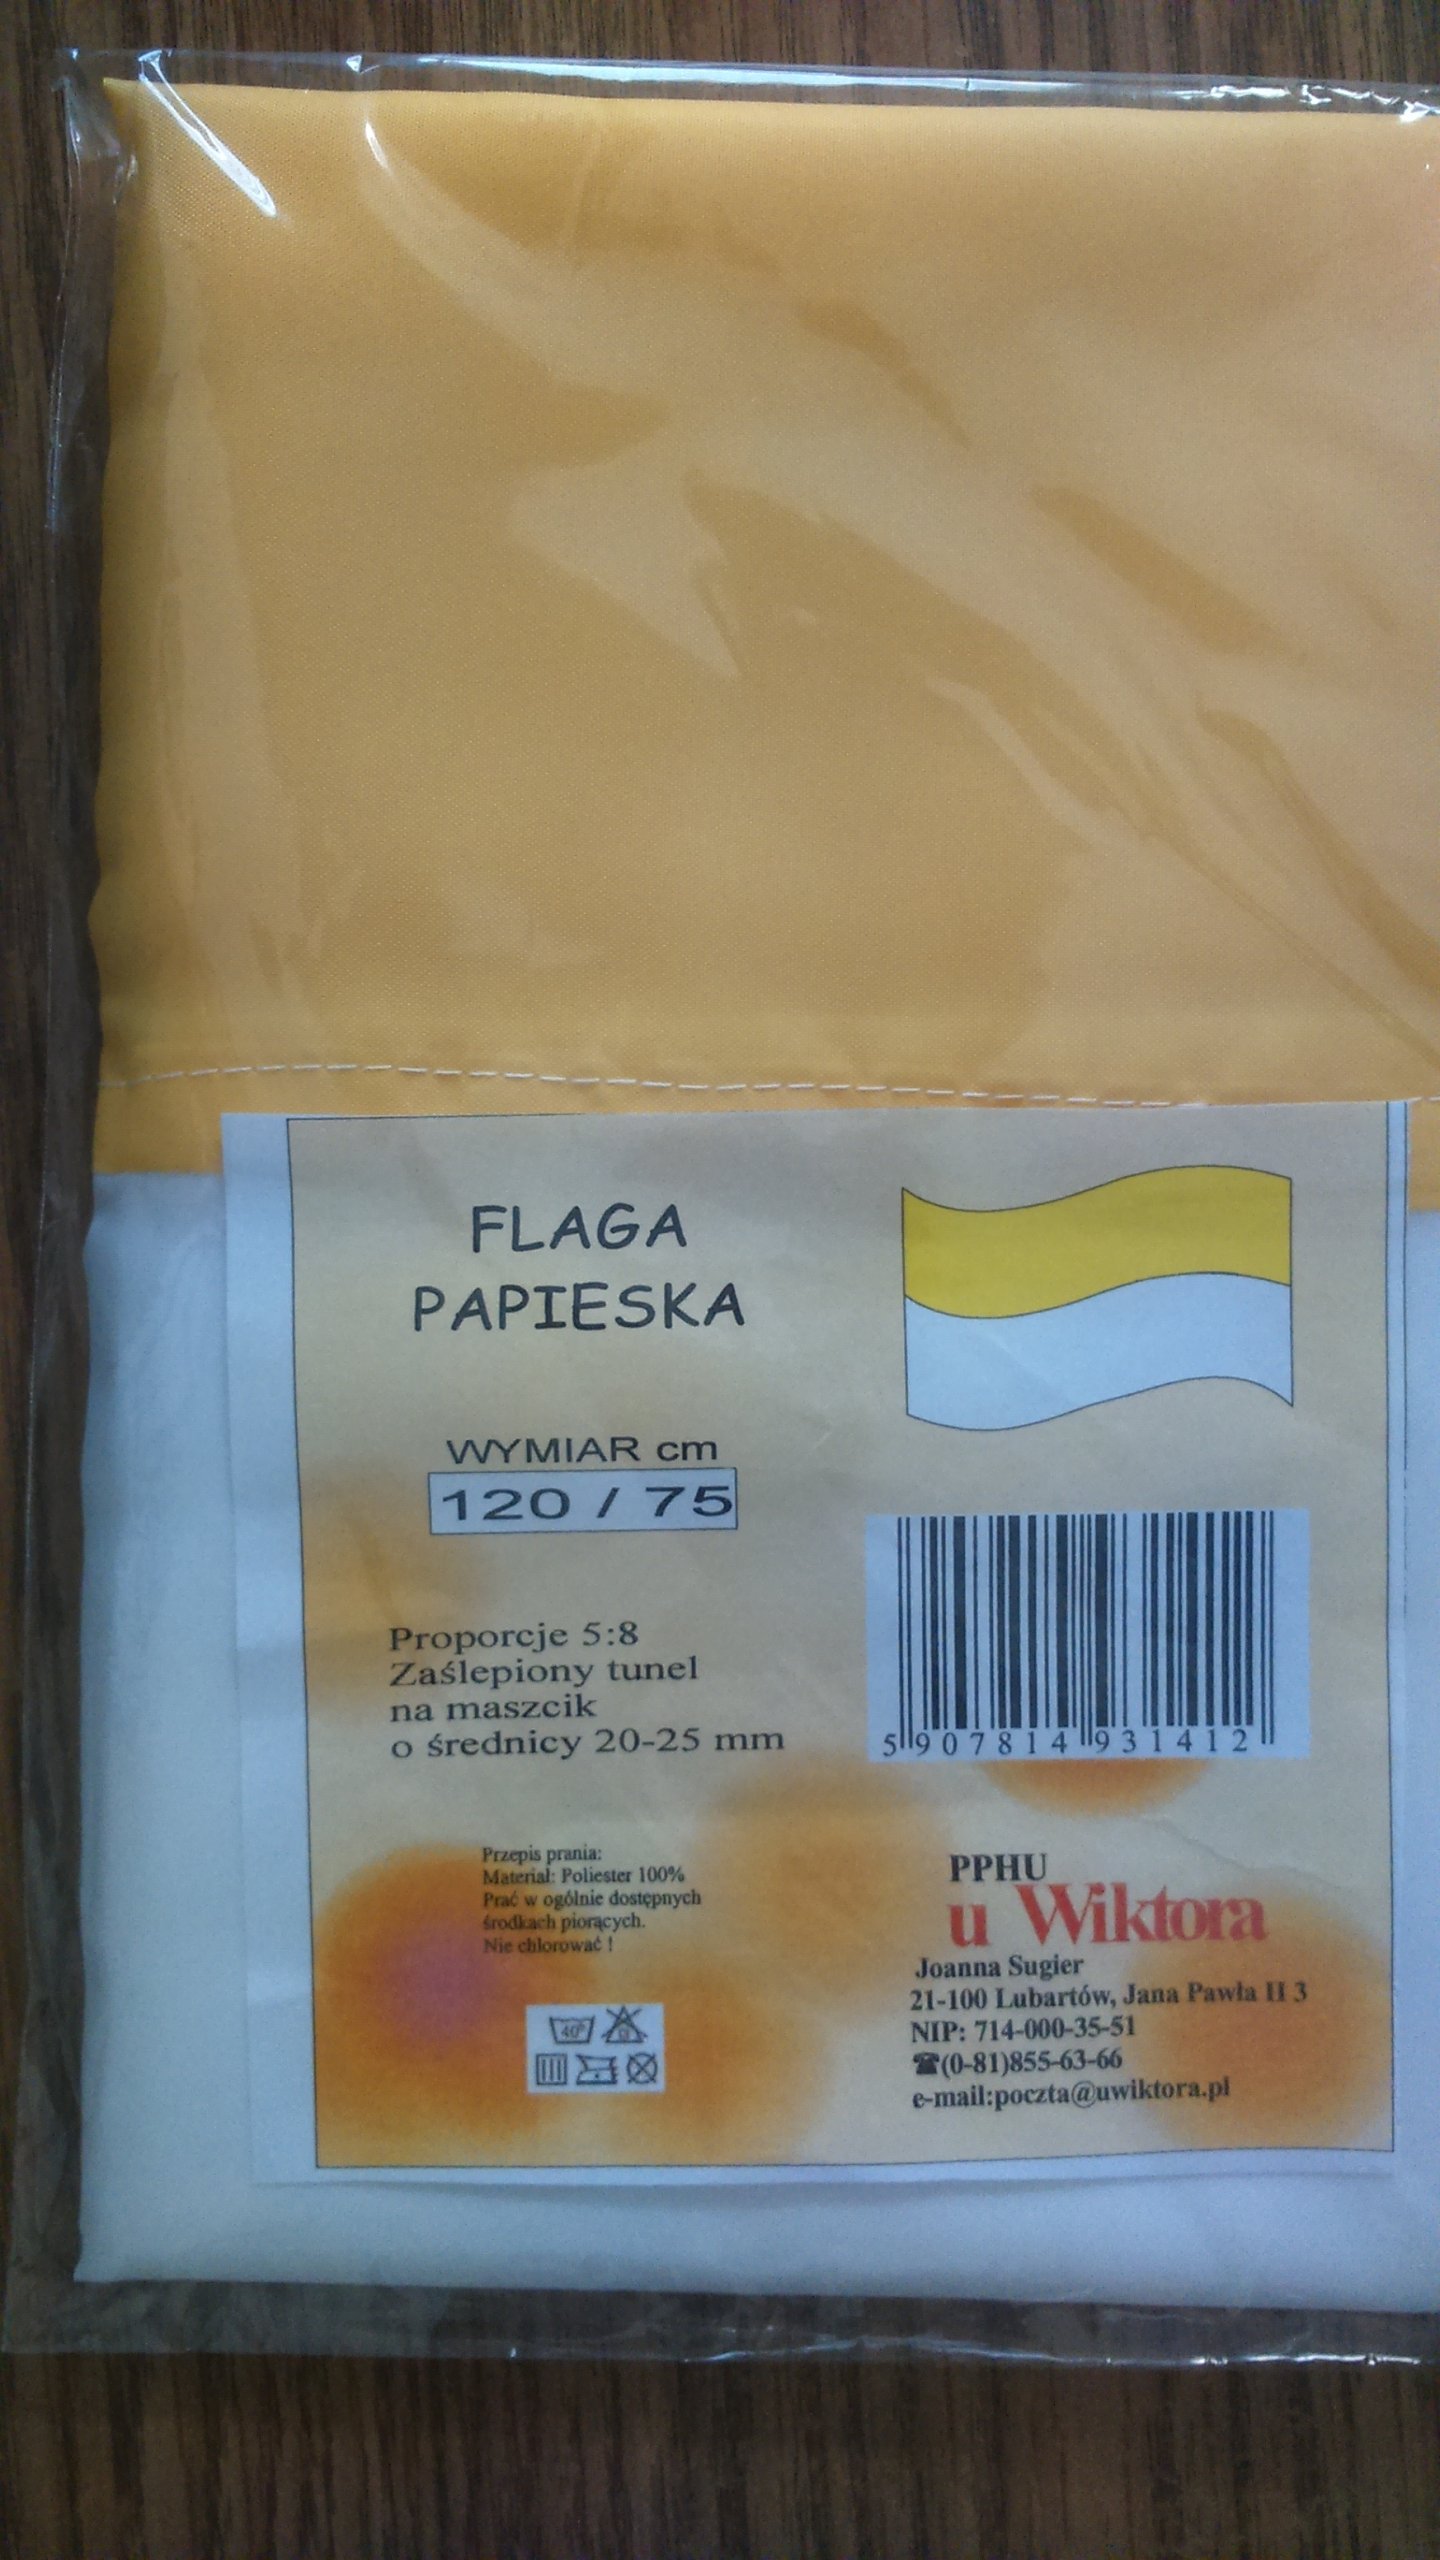 FLAGA
PAPIESKA
WYMIAR cm
120 / 75
Proporcje 5:8
Zaślepiony tunel
na maszcik
o średnicy 20-25 mm
5 907814 931412
Przepis prania:
Materiał: Poliester 100%
Prać w ogólnie dostępnych
środkach piorących.
Nie chlorować !
40°
cl
PPHU
u Wiktora
Joanna Sugier
21-100 Lubartów, Jana Pawła II 3
NIP: 714-000-35-51
☎(0-81)855-63-66
e-mail:poczta@uwiktora.pl